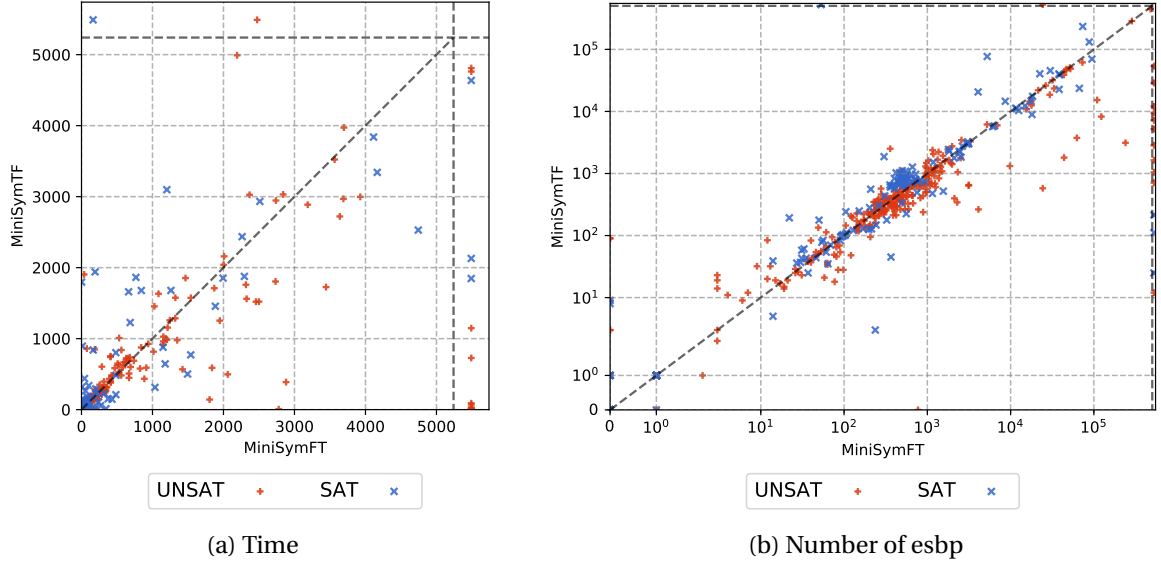 5000
4000
3000
2000
1000
0
MiniSymTF
0 1000 2000 3000 4000 5000
MiniSymFT
UNSAT SAT
(a) Time
10^5
10^4
10^3
10^2
10^1
10^0
0
MiniSymTF
0 10^0 10^1 10^2 10^3 10^4 10^5
MiniSymFT
UNSAT SAT
(b) Number of esbp